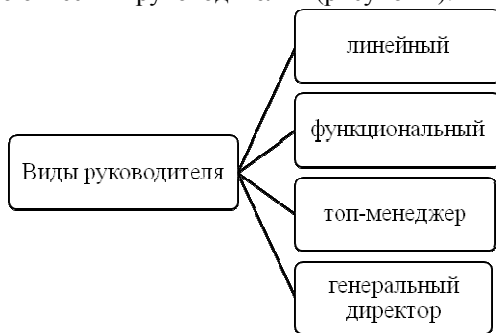 линейный
функциональный
Виды руководителя
топ-менеджер
генеральный
директор